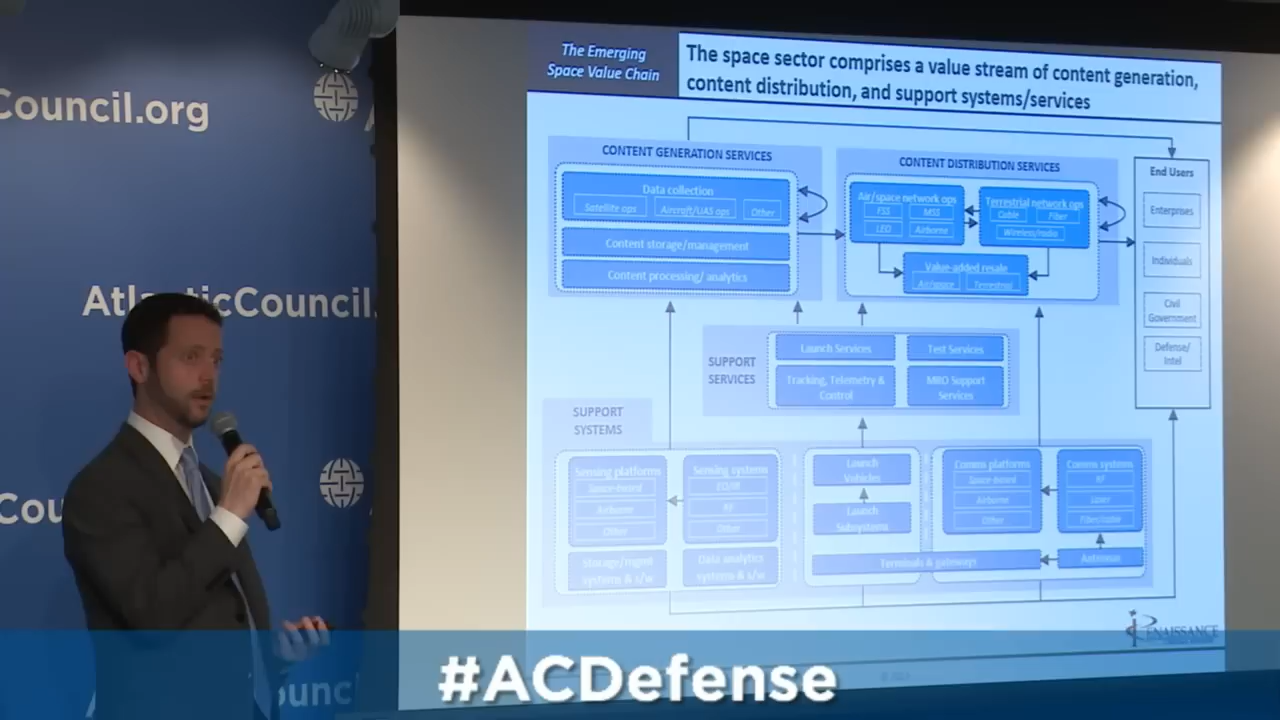 Council.org
AtlanticCouncil.
Cou
ounc
The Emerging
Space Value Chain
The space sector comprises a value stream of content generation,
content distribution, and support systems/services
CONTENT GENERATION SERVICES
Data collection
Satellite ops
Aircraft/UAS ops
Other
Content storage/management
Content processing/ analytics
CONTENT DISTRIBUTION SERVICES
Air/space network ops
FSS
MSS
LEO
Airborne
Terrestrial network ops
Cable
Fiber
Wireless/radio
Value-added resale
Air/space
Terrestrial
End Users
Enterprises
Individuals
Civil
Government
Defense/
Intel
SUPPORT
SERVICES
Launch Services
Test Services
Tracking, Telemetry &
Control
MRO Support
Services
SUPPORT
SYSTEMS
Sensing platforms
Space-based
Airborne
Other
Sensing systems
EO/IR
RF
Other
Storage/mgmt
systems & s/w
Data analytics
systems & s/w
Launch
Vehicles
Launch
Subsystems
Comms platforms
Space-based
Airborne
Other
Comms systems
RF
Laser
Fiber/cable
Terminals & gateways
Antennae
RENAISSANCE
#ACDefense